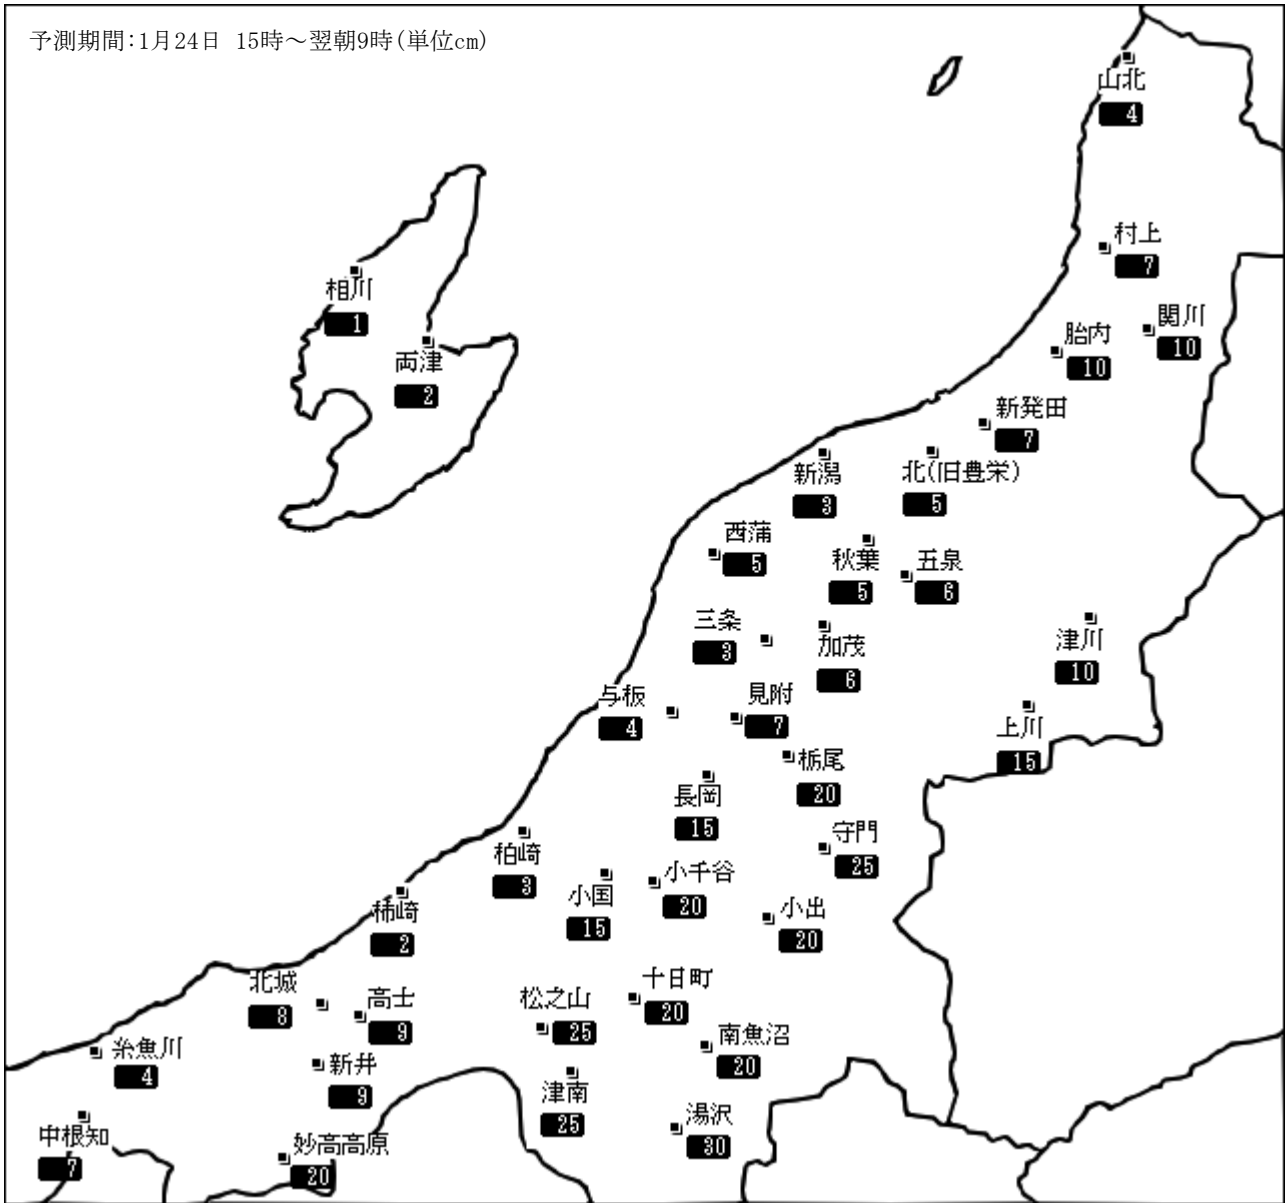 予測期間:1月24日 15時～翌朝9時(単位cm)
山北
4
村上
7
相川
1
関川
10
胎内
10
両津
2
新発田
7
新潟
3
北(旧豊栄)
5
西蒲
5
秋葉
5
五泉
6
三条
3
加茂
6
津川
10
与板
4
見附
7
上川
15
栃尾
20
長岡
15
守門
25
柏崎
3
小国
15
小千谷
20
小出
20
柿崎
2
北城
8
高士
9
松之山
25
十日町
20
南魚沼
20
糸魚川
4
新井
9
津南
25
湯沢
30
中根知
7
妙高高原
20